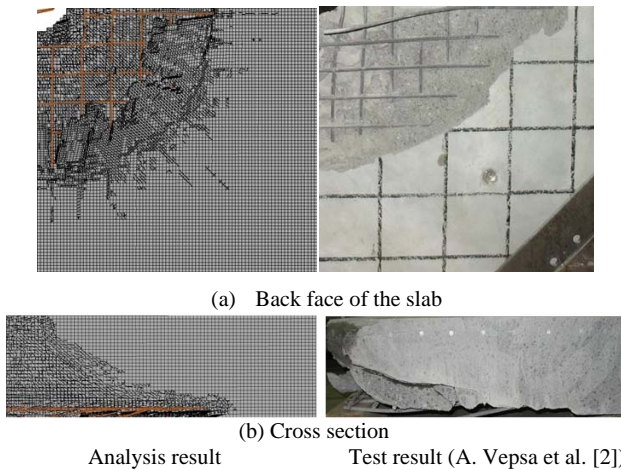 (a) Back face of the slab
(b) Cross section
Analysis result Test result (A. Vepsa et al. [2])